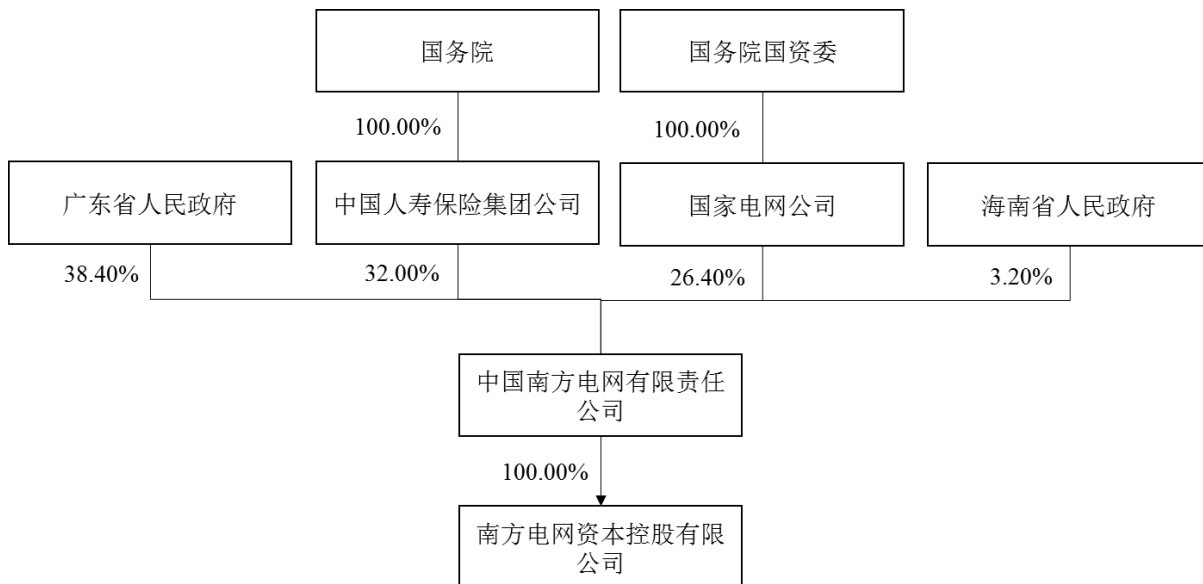 国务院
国务院国资委
100.00%
100.00%
广东省人民政府
中国人寿保险集团公司
国家电网公司
海南省人民政府
38.40%
32.00%
26.40%
3.20%
中国南方电网有限责任
公司
100.00%
南方电网资本控股有限
公司